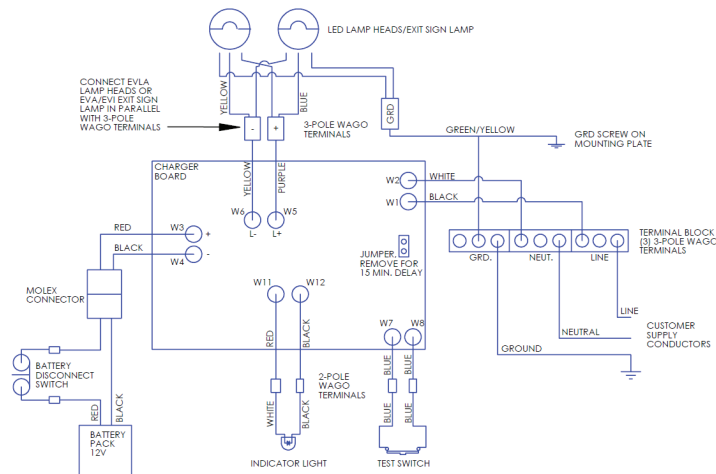 LED LAMP HEADS/EXIT SIGN LAMP
CONNECT EVLA
LAMP HEADS OR
EVA/EVI EXIT SIGN
LAMP IN PARALLEL
WITH 3-POLE
WAGO TERMINALS
YELLOW
BLUE
-
+
3-POLE WAGO
TERMINALS
GRD
GREEN/YELLOW
GRD SCREW ON
MOUNTING PLATE
CHARGER
BOARD
YELLOW
PURPLE
W6
W5
L-
L+
W2
WHITE
W1
BLACK
RED
W3
+
BLACK
W4
-
JUMPER.
REMOVE FOR
15 MIN. DELAY
GRD.
NEUT.
LINE
TERMINAL BLOCK
(3) 3-POLE WAGO
TERMINALS
MOLEX
CONNECTOR
W11
W12
W7
W8
LINE
NEUTRAL
GROUND
CUSTOMER
SUPPLY
CONDUCTORS
RED
BLACK
BLUE
BLUE
BATTERY
DISCONNECT
SWITCH
2-POLE
WAGO
TERMINALS
RED
BLACK
WHITE
BLACK
BLUE
BLUE
BATTERY
PACK
12V
INDICATOR LIGHT
TEST SWITCH